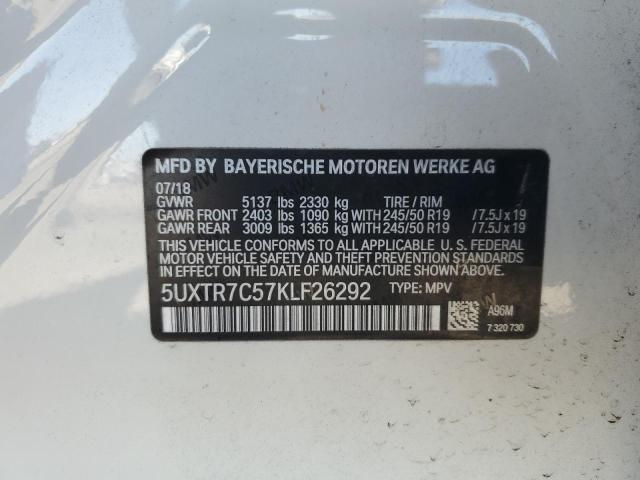 MFD BY BAYERISCHE MOTOREN WERKE AG
07/18
GVWR 5137 lbs 2330 kg TIRE / RIM
GAWR FRONT 2403 lbs 1090 kg WITH 245/50 R19 /7.5J x 19
GAWR REAR 3009 lbs 1365 kg WITH 245/50 R19 /7.5J x 19
THIS VEHICLE CONFORMS TO ALL APPLICABLE U. S. FEDERAL
MOTOR VEHICLE SAFETY AND THEFT PREVENTION
STANDARDS IN EFFECT ON THE DATE OF MANUFACTURE
SHOWN ABOVE.
5UXTR7C57KLF26292 TYPE: MPV
A96M
7 320 730